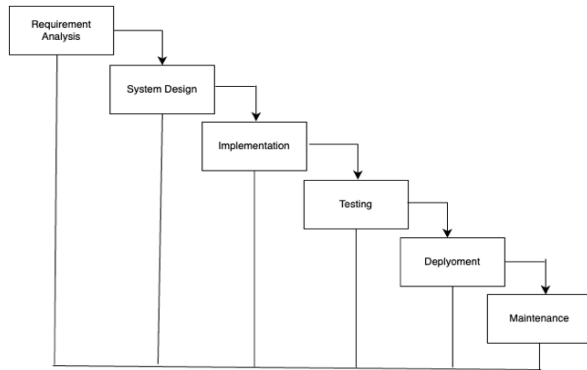 Requirement
Analysis
System Design
Implementation
Testing
Deplyoment
Maintenance